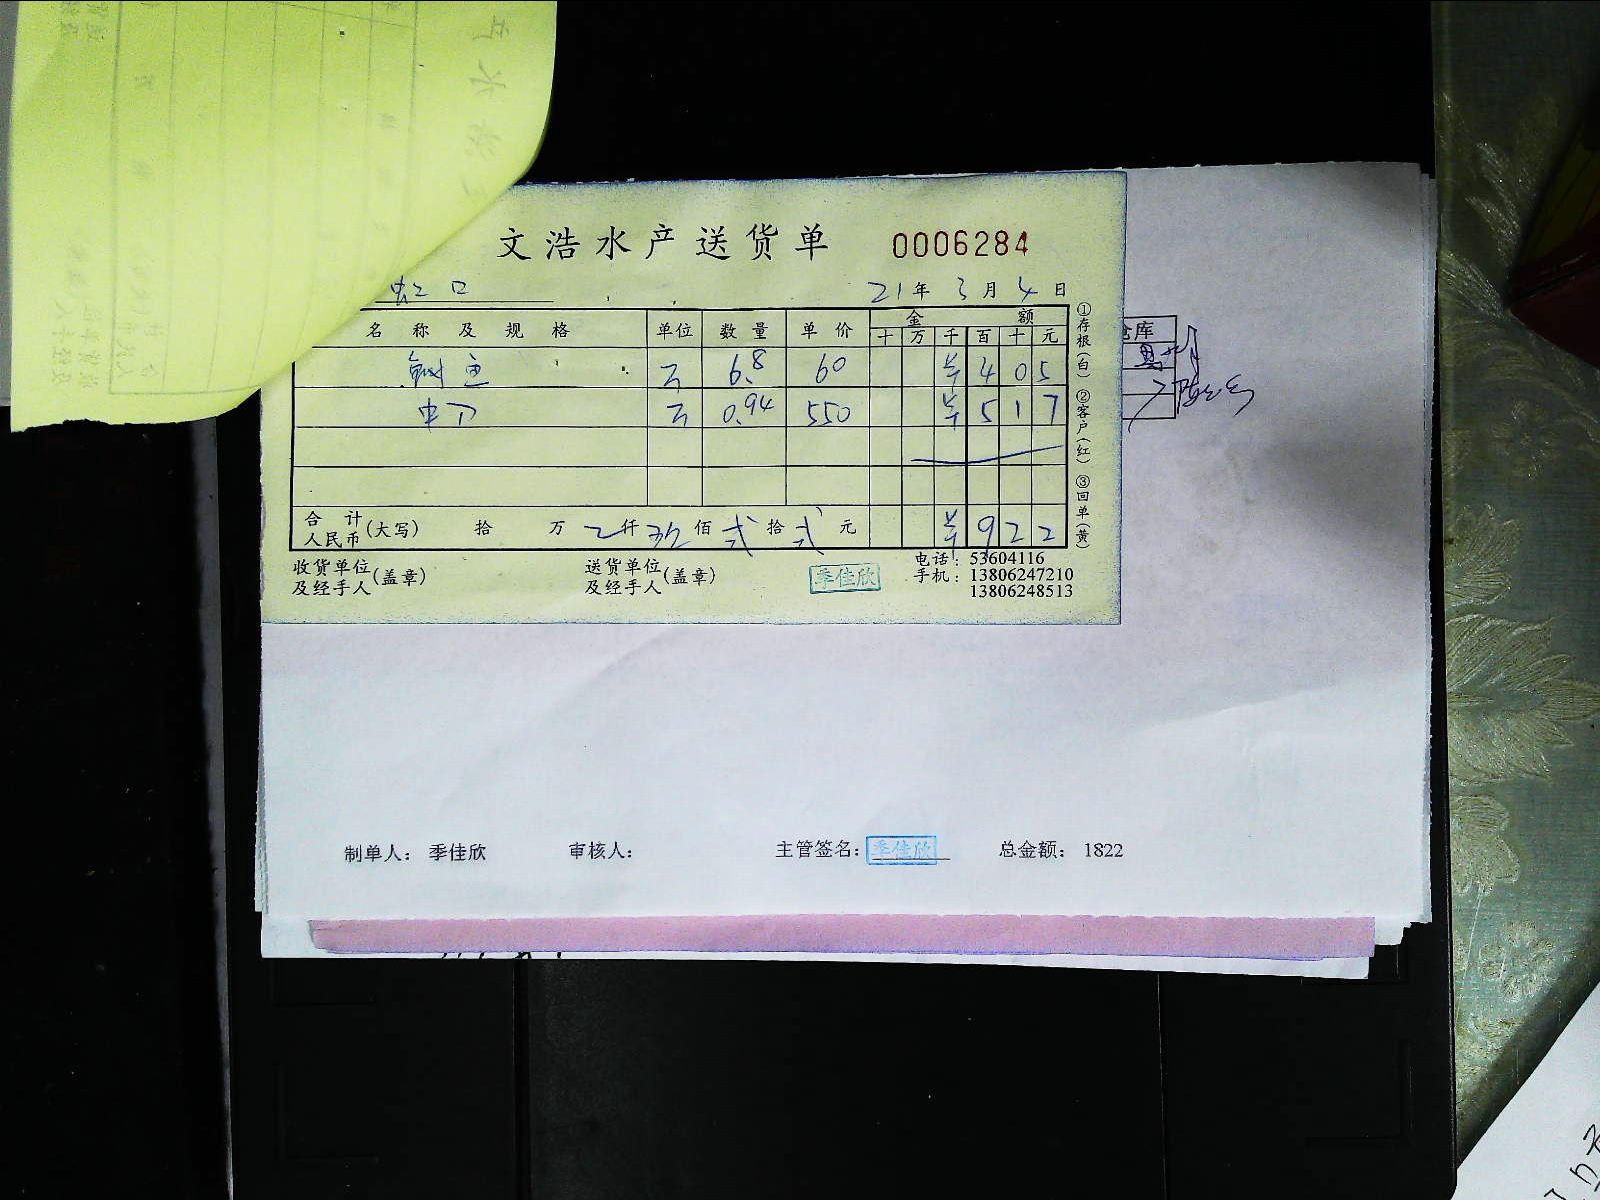 文浩水产送货单 0006284
虹口 21年3月4日
名称及规格 单位 数量 单价 金额
十 万 千 百 十 元
鱼 6.8 60 4 0 5
0.94 550 5 1 7
合计人民币(大写) 拾 万 仟 玖 佰 弍 拾 弍 元 9 2 2
收货单位及经手人(盖章) 送货单位及经手人(盖章) 季佳欣
电话:53604116
手机:13806247210
13806248513
①存根(白) ②客户(红) ③回单(黄)
仓库
制单人: 季佳欣 审核人: 主管签名: 季佳欣 总金额: 1822